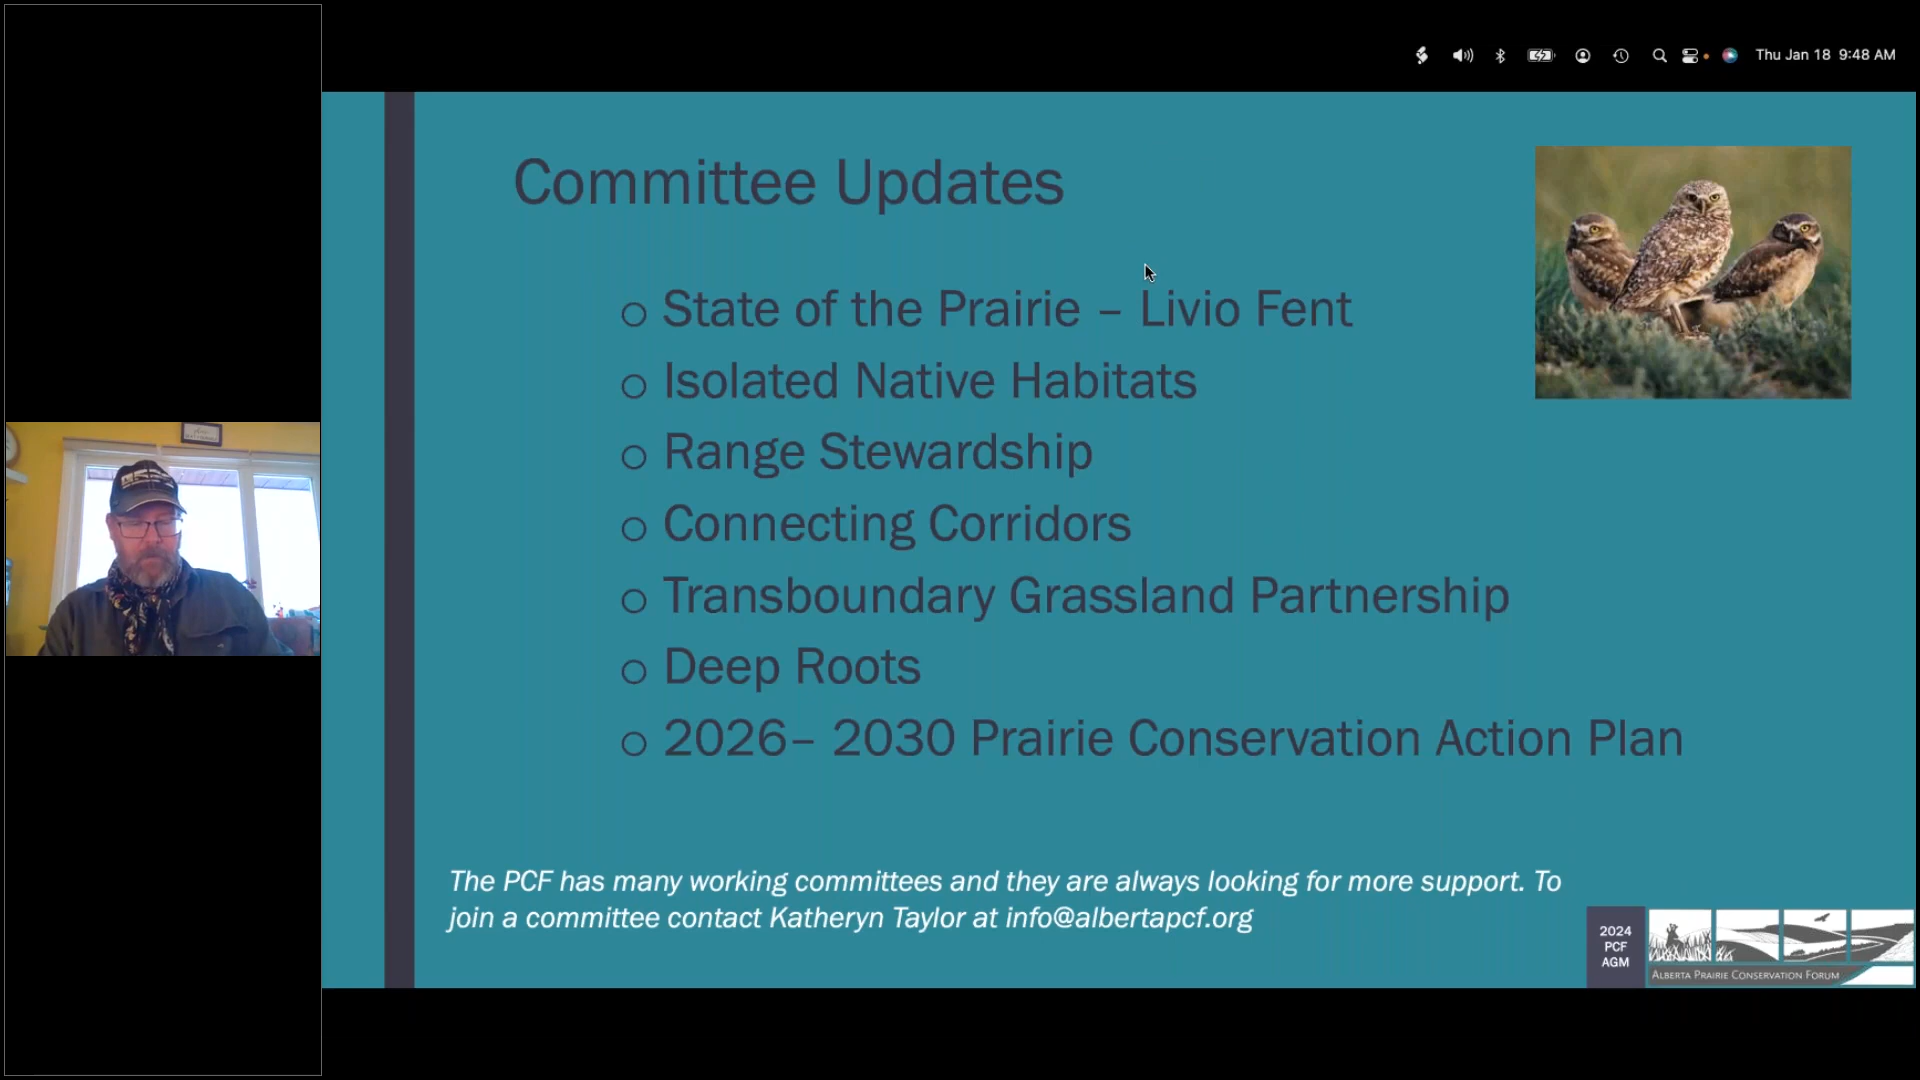 Thu Jan 18 9:48 AM
Committee Updates
o State of the Prairie – Livio Fent
o Isolated Native Habitats
o Range Stewardship
o Connecting Corridors
o Transboundary Grassland Partnership
o Deep Roots
o 2026– 2030 Prairie Conservation Action Plan
The PCF has many working committees and they are always looking for more support. To
join a committee contact Katheryn Taylor at info@albertapcf.org
2024
PCF
AGM
ALBERTA PRAIRIE CONSERVATION FORUM